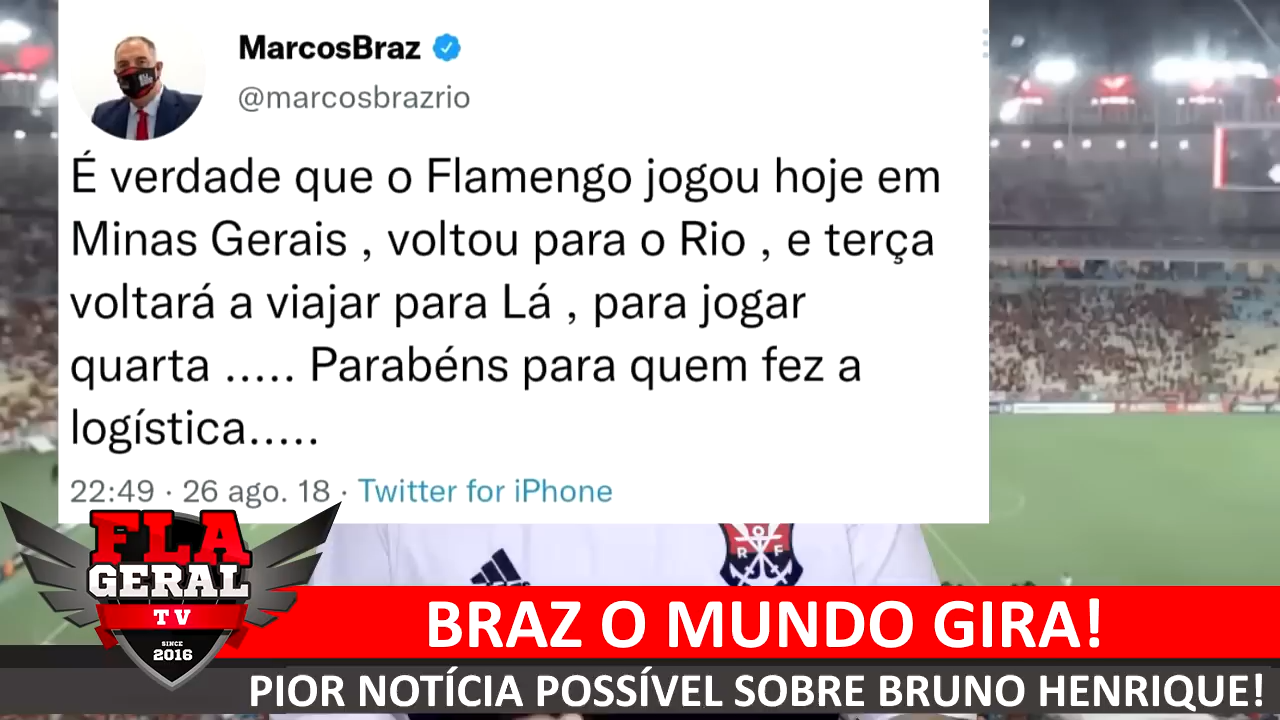 MarcosBraz
@marcosbrazrio
É verdade que o Flamengo jogou hoje em
Minas Gerais , voltou para o Rio , e terça
voltará a viajar para Lá , para jogar
quarta ..... Parabéns para quem fez a
logística.....
22:49 · 26 ago. 18 · Twitter for iPhone
FLA
GERAL
TV
SINCE
2016
CRF
BRAZ O MUNDO GIRA!
PIOR NOTÍCIA POSSÍVEL SOBRE BRUNO HENRIQUE!